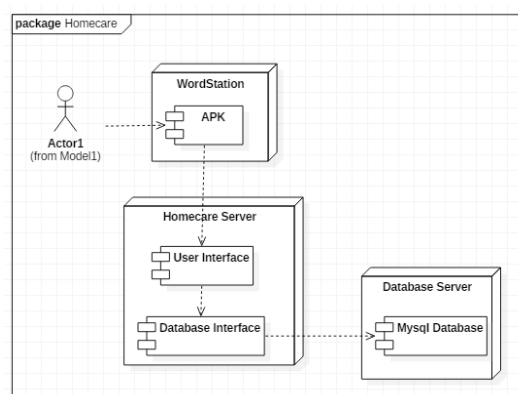 package Homecare
WordStation
APK
Actor1
(from Model1)
Homecare Server
User Interface
Database Interface
Database Server
Mysql Database